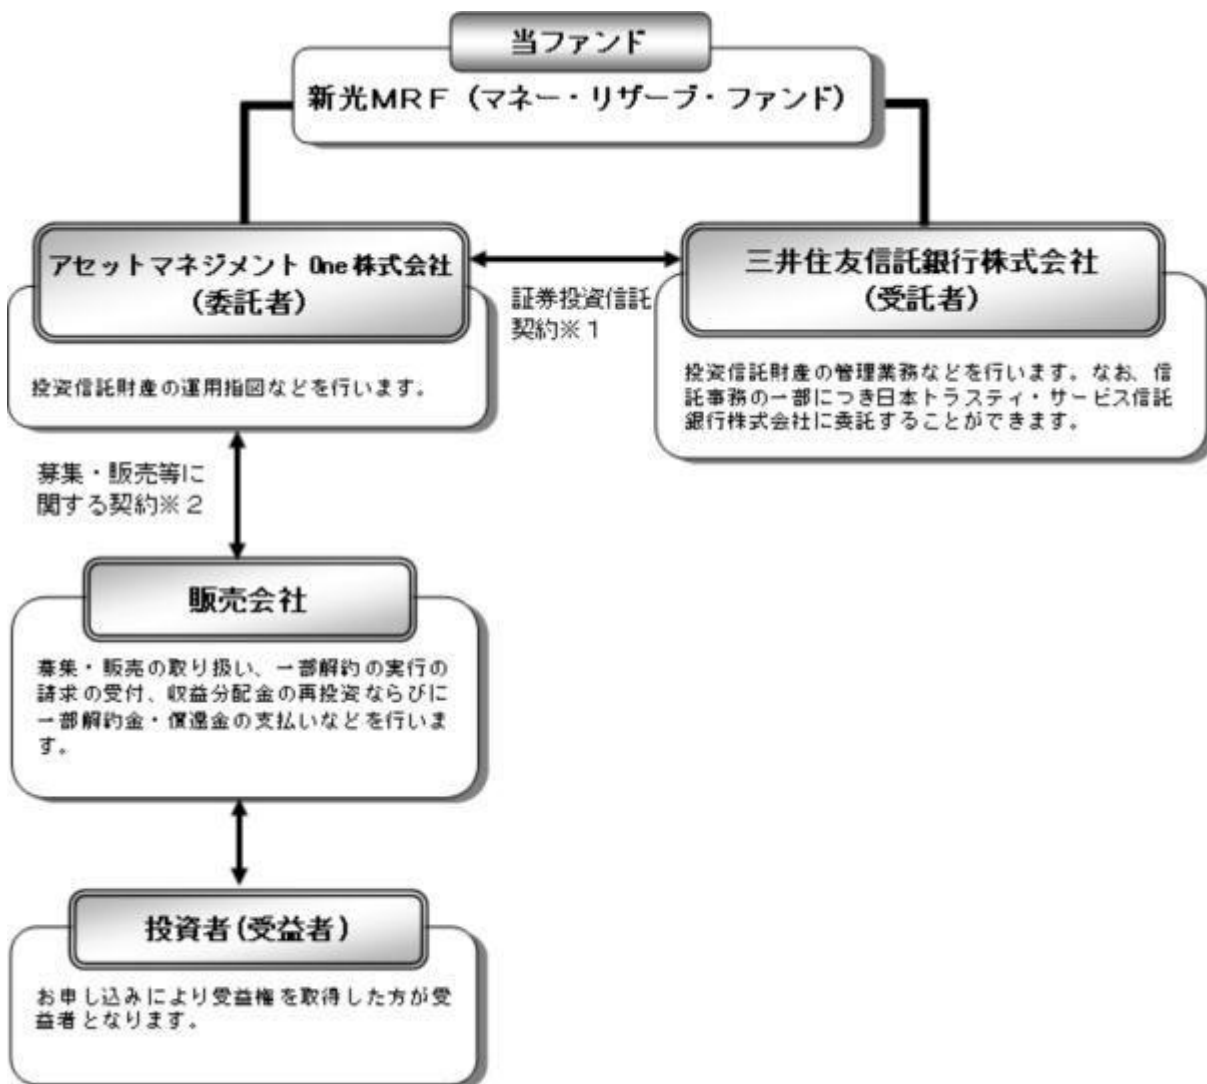 当ファンド
新光MRF（マネー・リザーブ・ファンド）
アセットマネジメントOne株式会社
（委託者）
投資信託財産の運用指図などを行います。
証券投資信託
契約※１
三井住友信託銀行株式会社
（受託者）
投資信託財産の管理業務などを行います。なお、信
託事務の一部につき日本トラスティ・サービス信託
銀行株式会社に委託することができます。
募集・販売等に
関する契約※２
販売会社
募集・販売の取り扱い、一部解約の実行の
請求の受付、収益分配金の再投資ならびに
一部解約金・償還金の支払いなどを行いま
す。
投資者(受益者)
お申し込みにより受益権を取得した方が受
益者となります。